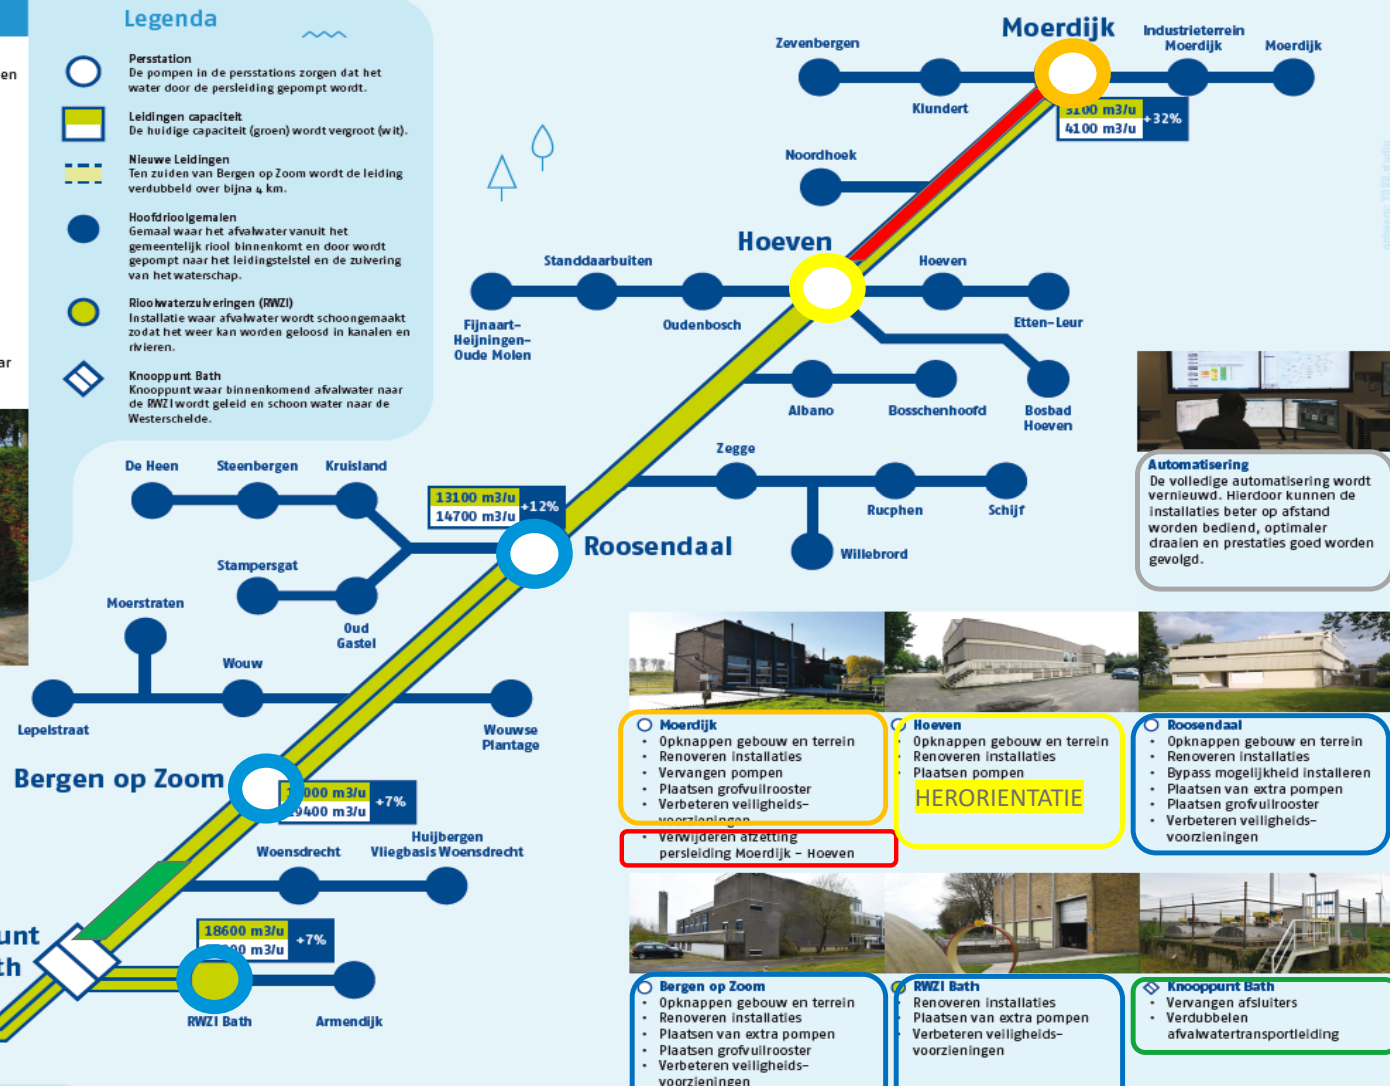 en
ar
Legenda
Persstation
De pompen in de persstations zorgen dat het
water door de persleiding gepompt wordt.
Leidingen capaciteit
De huidige capaciteit (groen) wordt vergroot (wit).
Nieuwe Leidingen
Ten zuiden van Bergen op Zoom wordt de leiding
verdubbeld over bijna 4 km.
Hoofdrioolgemalen
Gemaal waar het afvalwater vanuit het
gemeentelijk riool binnenkomt en door wordt
gepompt naar het leidingstelstel en de zuivering
van het waterschap.
Rioolwaterzuiveringen (RWZI)
Installatie waar afvalwater wordt schoongemaakt
zodat het weer kan worden geloosd in kanalen en
rivieren.
Knooppunt Bath
Knooppunt waar binnenkomend afvalwater naar
de RWZI wordt geleid en schoon water naar de
Westerschelde.
Moerdijk
Zevenbergen
Klundert
Industrieterrein
Moerdijk
Moerdijk
3100 m3/u
4100 m3/u
+32%
Noordhoek
Hoeven
Standdaarbuiten
Hoeven
Fijnaart-
Heijningen-
Oude Molen
Oudenbosch
Etten-Leur
Albano
Bosschenhoofd
Bosbad
Hoeven
Zegge
Rucphen
Schijf
Willebrord
De Heen
Steenbergen
Kruisland
13100 m3/u
14700 m3/u
+12%
Roosendaal
Stampersgat
Oud
Gastel
Moerstraten
Wouw
Lepelstraat
Wouwse
Plantage
Bergen op Zoom
000 m3/u
9400 m3/u
+7%
Woensdrecht
Huijbergen
Vliegbasis Woensdrecht
unt
th
18600 m3/u
00 m3/u
+7%
RWZI Bath
Armendijk
Automatisering
De volledige automatisering wordt
vernieuwd. Hierdoor kunnen de
installaties beter op afstand
worden bediend, optimaler
draaien en prestaties goed worden
gevolgd.
Moerdijk
• Opknappen gebouw en terrein
• Renoveren installaties
• Vervangen pompen
• Plaatsen grofvuilrooster
• Verbeteren veiligheids-
voorzieningen
• Verwijderen afzetting
persleiding Moerdijk - Hoeven
Hoeven
• Opknappen gebouw en terrein
• Renoveren installaties
• Plaatsen pompen
HERORIENTATIE
Roosendaal
• Opknappen gebouw en terrein
• Renoveren installaties
• Bypass mogelijkheid installeren
• Plaatsen van extra pompen
• Plaatsen grofvuilrooster
• Verbeteren veiligheids-
voorzieningen
Bergen op Zoom
• Opknappen gebouw en terrein
• Renoveren installaties
• Plaatsen van extra pompen
• Plaatsen grofvuilrooster
• Verbeteren veiligheids-
voorzieningen
RWZI Bath
• Renoveren installaties
• Plaatsen van extra pompen
• Verbeteren veiligheids-
voorzieningen
Knooppunt Bath
• Vervangen afsluiters
• Verdubbelen
afvalwatertransportleiding